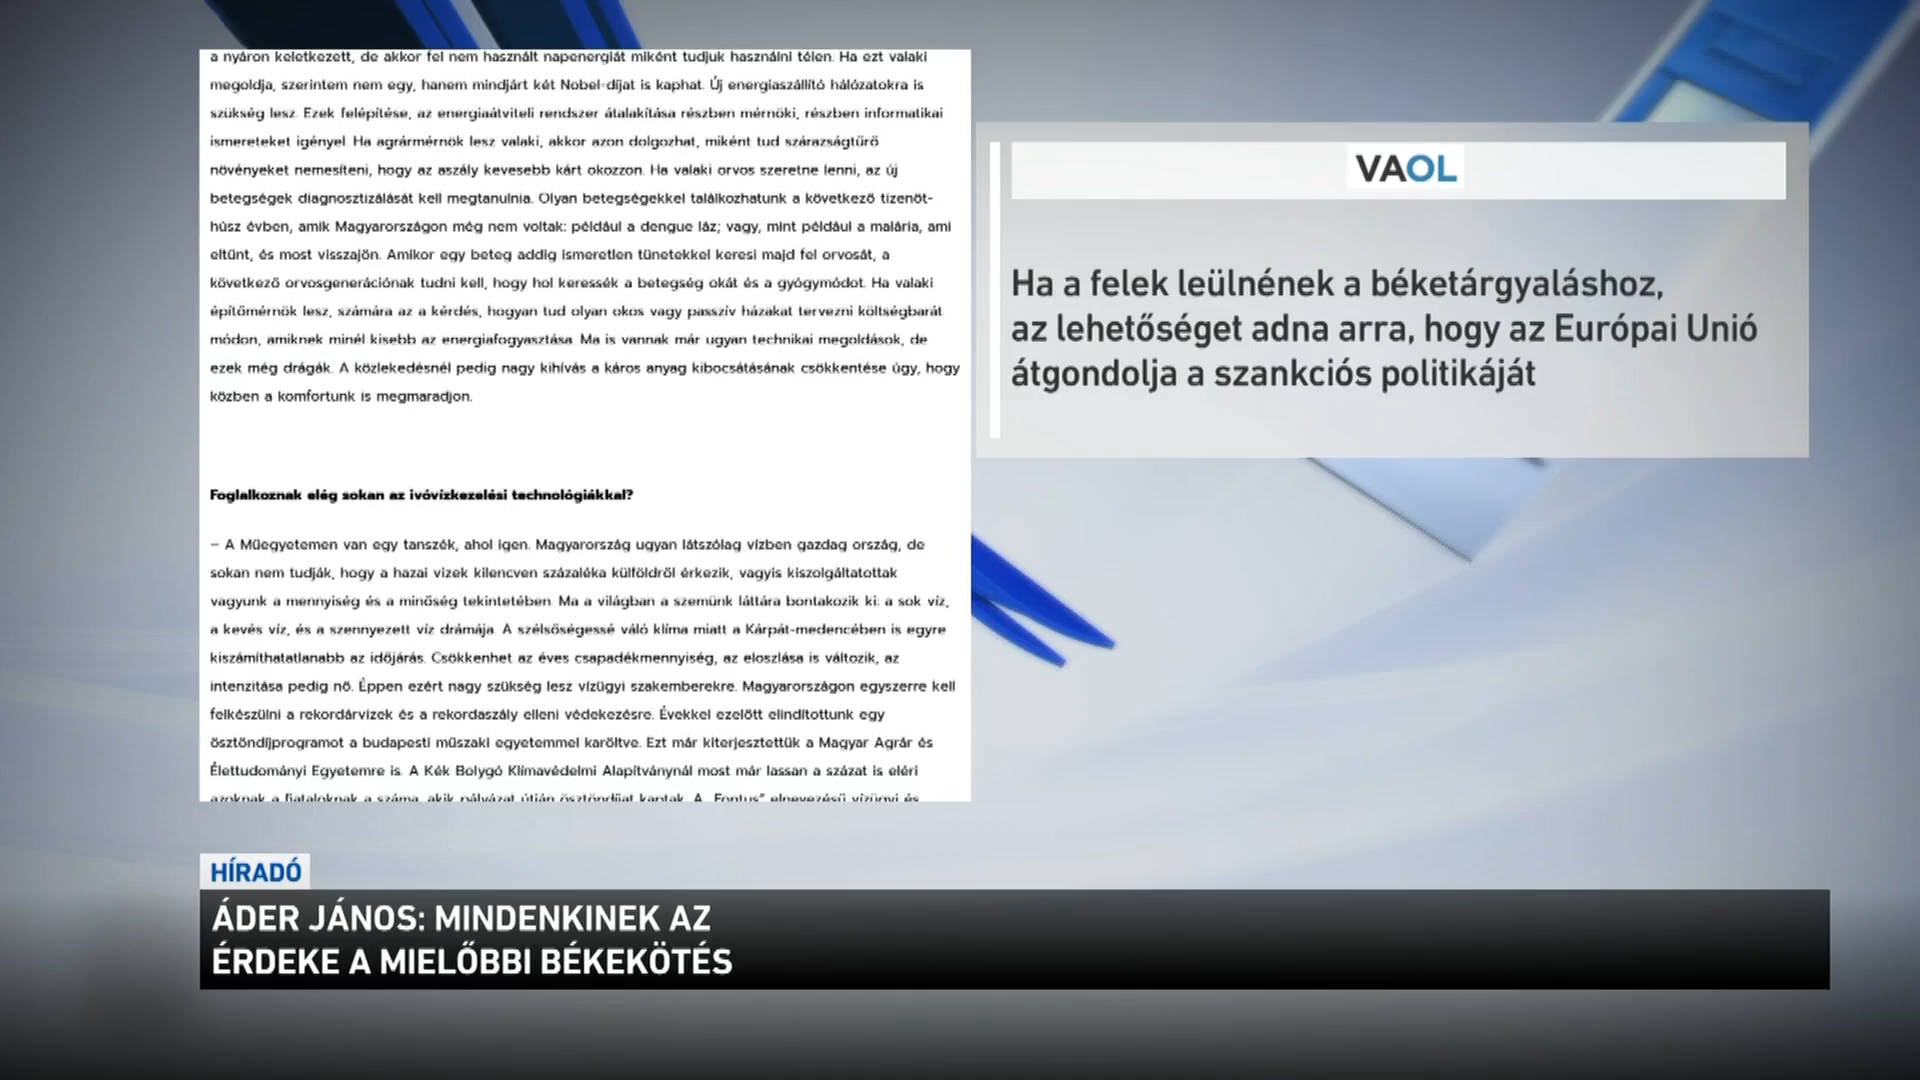 a nyáron keletkezett, de akkor fel nem használt napenergiát miként tudjuk használni télen. Ha ezt valaki
megoldja, szerintem nem egy, hanem mindjárt két Nobel-díjat is kaphat. Új energiaszállító hálózatokra is
szükség lesz. Ezek felépítése, az energiaátviteli rendszer átalakítása részben mérnöki, részben informatikai
ismereteket igényel. Ha agrármérnök lesz valaki, akkor azon dolgozhat, miként tud szárazságtűrő
növényeket nemesíteni, hogy az aszály kevesebb kárt okozzon. Ha valaki orvos szeretne lenni, az új
betegségek diagnosztizálását kell megtanulnia. Olyan betegségekkel találkozhatunk a következő tizenöt-
húsz évben, amik Magyarországon még nem voltak: például a dengue láz; vagy, mint például a malária, ami
eltűnt, és most visszajön. Amikor egy beteg addig ismeretlen tünetekkel keresi majd fel orvosát, a
következő orvosgenerációnak tudni kell, hogy hol keressék a betegség okát és a gyógymódot. Ha valaki
építőmérnök lesz, számára az a kérdés, hogyan tud olyan okos vagy passzív házakat tervezni költségbarát
módon, amiknek minél kisebb az energiafogyasztása. Ma is vannak már ugyan technikai megoldások, de
ezek még drágák. A közlekedésnél pedig nagy kihívás a káros anyag kibocsátásának csökkentése úgy, hogy
közben a komfortunk is megmaradjon.
Foglalkoznak elég sokan az ivóvízkezelési technológiákkal?
– A Műegyetemen van egy tanszék, ahol igen. Magyarország ugyan látszólag vízben gazdag ország, de
sokan nem tudják, hogy a hazai vizek kilencven százaléka külföldről érkezik, vagyis kiszolgáltatottak
vagyunk a mennyiség és a minőség tekintetében. Ma a világban a szemünk láttára bontakozik ki: a sok víz,
a kevés víz, és a szennyezett víz drámája. A szélsőségessé váló klíma miatt a Kárpát-medencében is egyre
kiszámíthatatlanabb az időjárás. Csökkenhet az éves csapadékmennyiség, az eloszlása is változik, az
intenzitása pedig nő. Éppen ezért nagy szükség lesz vízügyi szakemberekre. Magyarországon egyszerre kell
felkészülni a rekordárvizek és a rekordaszály elleni védekezésre. Évekkel ezelőtt elindítottunk egy
ösztöndíjprogramot a budapesti műszaki egyetemmel karöltve. Ezt már kiterjesztettük a Magyar Agrár és
Élettudományi Egyetemre is. A Kék Bolygó Klímavédelmi Alapítványnál most már lassan a százat is eléri
azoknak a fiataloknak a száma, akik pályázat útján ösztöndíjat kaptak. A „Fontus” elnevezésű vízügyi és
VAOL
Ha a felek leülnének a béketárgyaláshoz,
az lehetőséget adna arra, hogy az Európai Unió
átgondolja a szankciós politikáját
HÍRADÓ
ÁDER JÁNOS: MINDENKINEK AZ
ÉRDEKE A MIELŐBBI BÉKEKÖTÉS